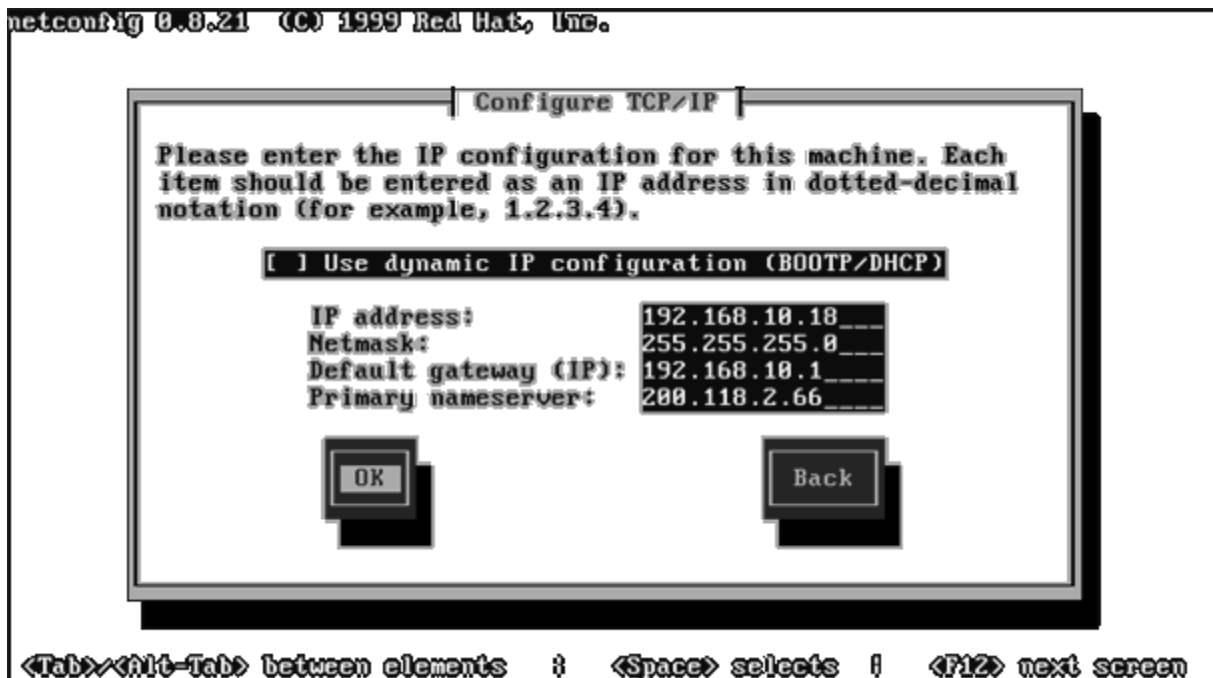 netconfig 0.8.21 (C) 1999 Red Hat, Inc.
Configure TCP/IP
Please enter the IP configuration for this machine. Each
item should be entered as an IP address in dotted-decimal
notation (for example, 1.2.3.4).
[ ] Use dynamic IP configuration (BOOTP/DHCP)
IP address: 192.168.10.18___
Netmask: 255.255.255.0___
Default gateway (IP): 192.168.10.1____
Primary nameserver: 200.118.2.66____
OK Back
<Tab>/<Alt-Tab> between elements | <Space> selects | <F12> next screen